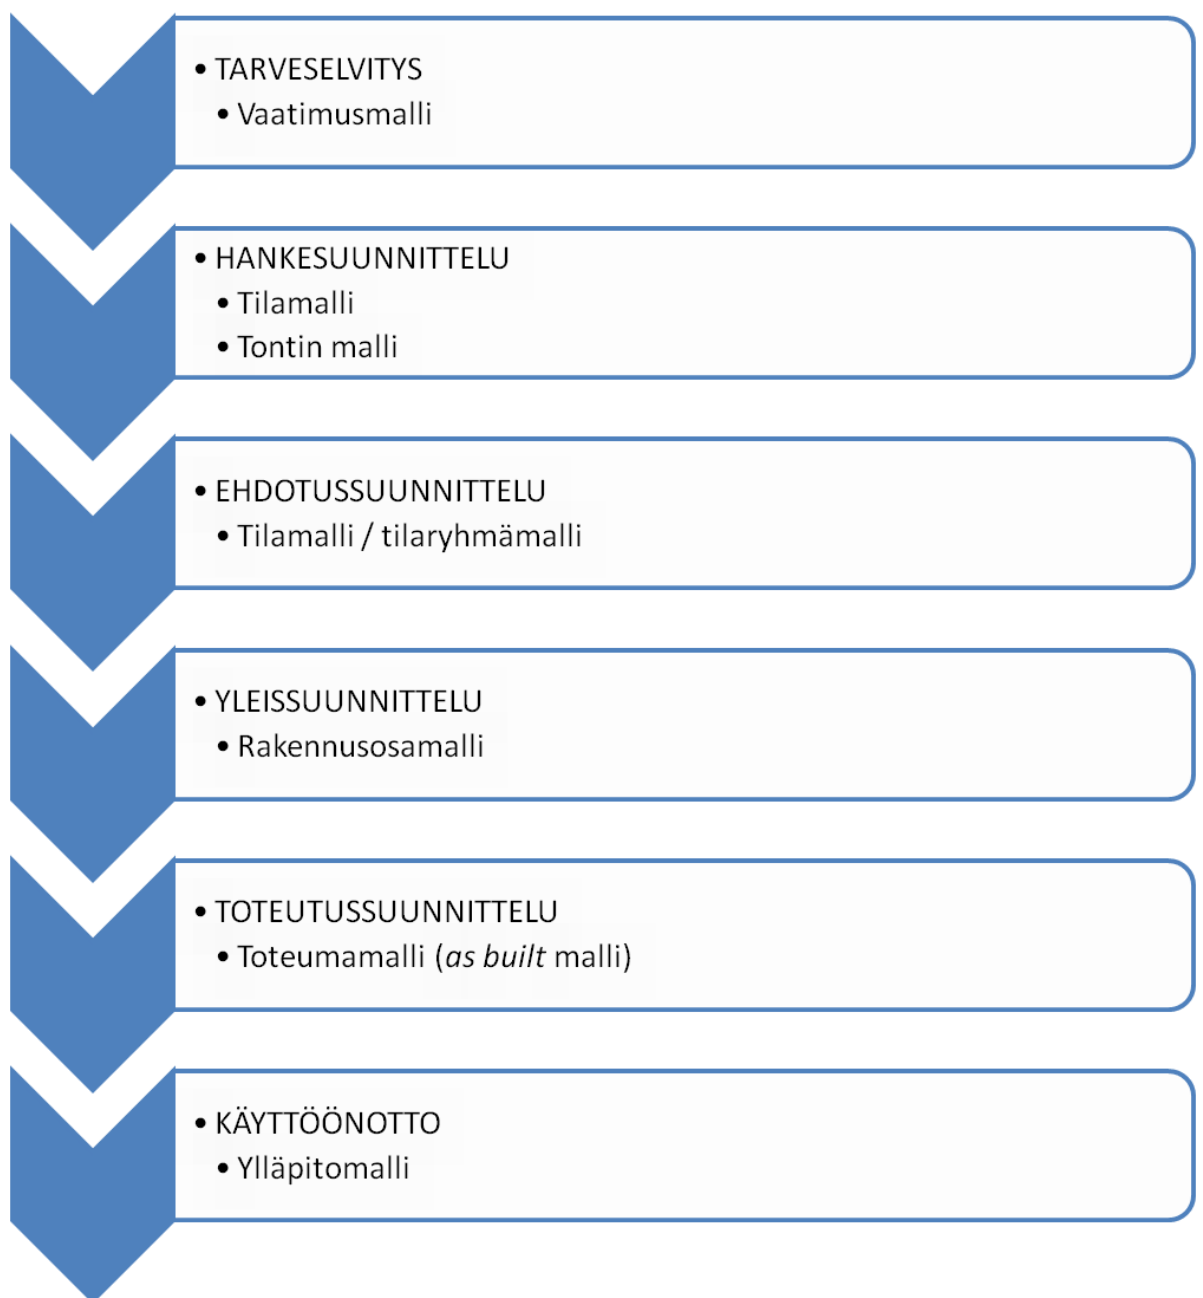 • TARVESELVITYS
• Vaatimusmalli
• HANKESUUNNITTELU
• Tilamalli
• Tontin malli
• EHDOTUSSUUNNITTELU
• Tilamalli / tilaryhmämalli
• YLEISSUUNNITTELU
• Rakennusosamalli
• TOTEUTUSSUUNNITTELU
• Toteumamalli (as built malli)
• KÄYTTÖÖNOTTO
• Ylläpitomalli